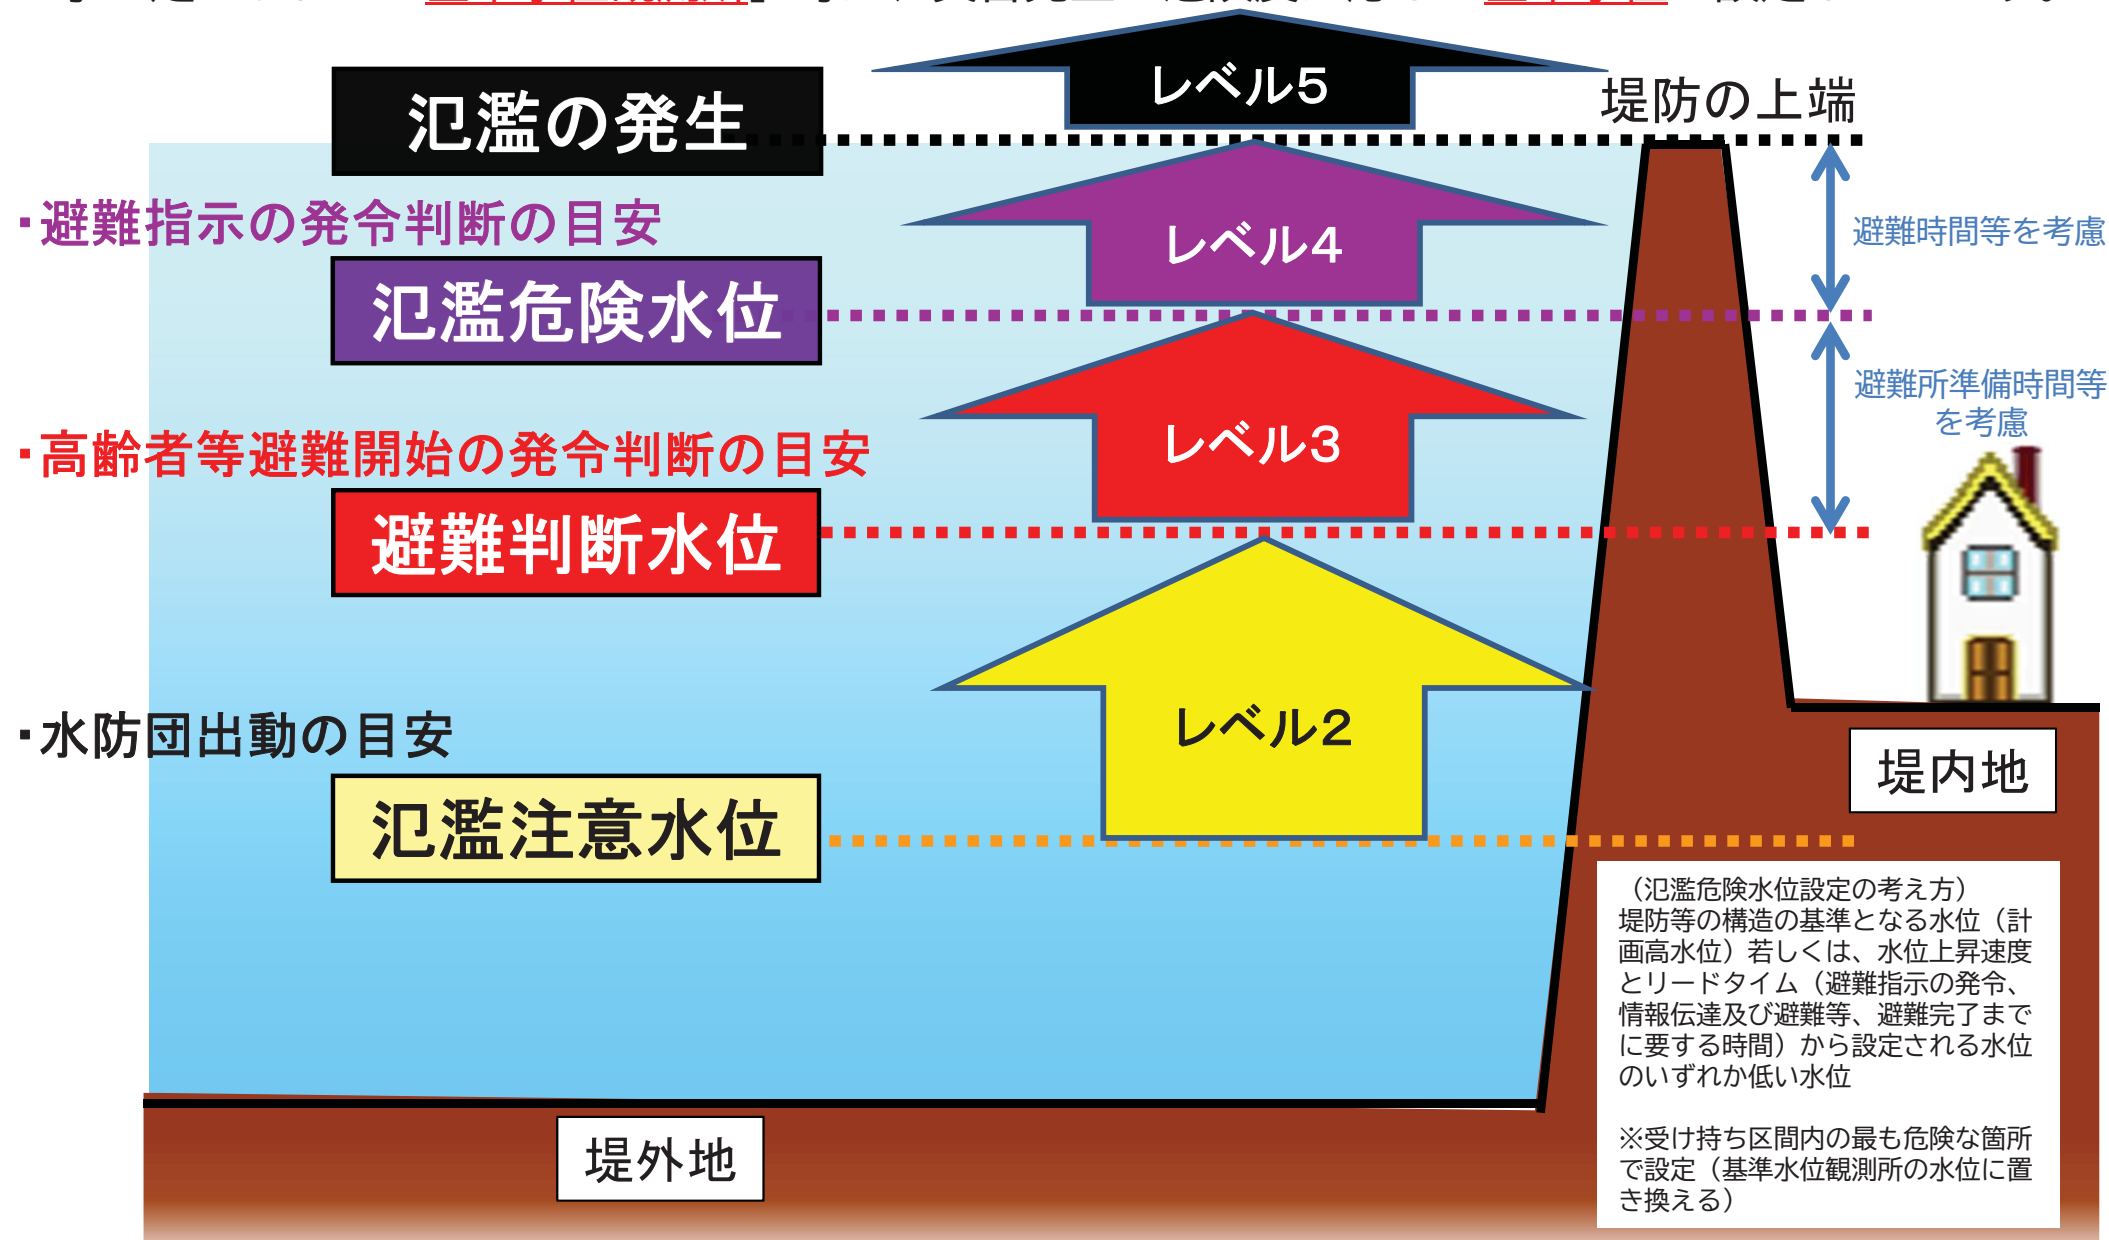 レベル5
堤防の上端
氾濫の発生
・避難指示の発令判断の目安
レベル4
避難時間等を考慮
氾濫危険水位
避難所準備時間等
を考慮
レベル3
・高齢者等避難開始の発令判断の目安
避難判断水位
・水防団出動の目安
レベル2
堤内地
氾濫注意水位
（氾濫危険水位設定の考え方）
堤防等の構造の基準となる水位（計
画高水位）若しくは、水位上昇速度
とリードタイム（避難指示の発令、
情報伝達及び避難等、避難完了まで
に要する時間）から設定される水位
のいずれか低い水位
※受け持ち区間内の最も危険な箇所
で設定（基準水位観測所の水位に置
き換える）
堤外地